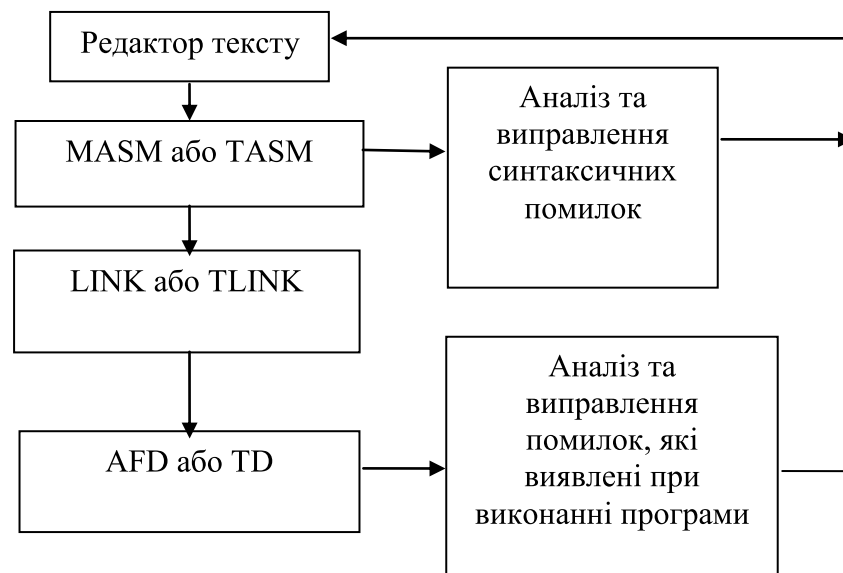 Редактор тексту
MASM або TASM
Аналіз та
виправлення
синтаксичних
помилок
LINK або TLINK
AFD або TD
Аналіз та
виправлення
помилок, які
виявлені при
виконанні програми